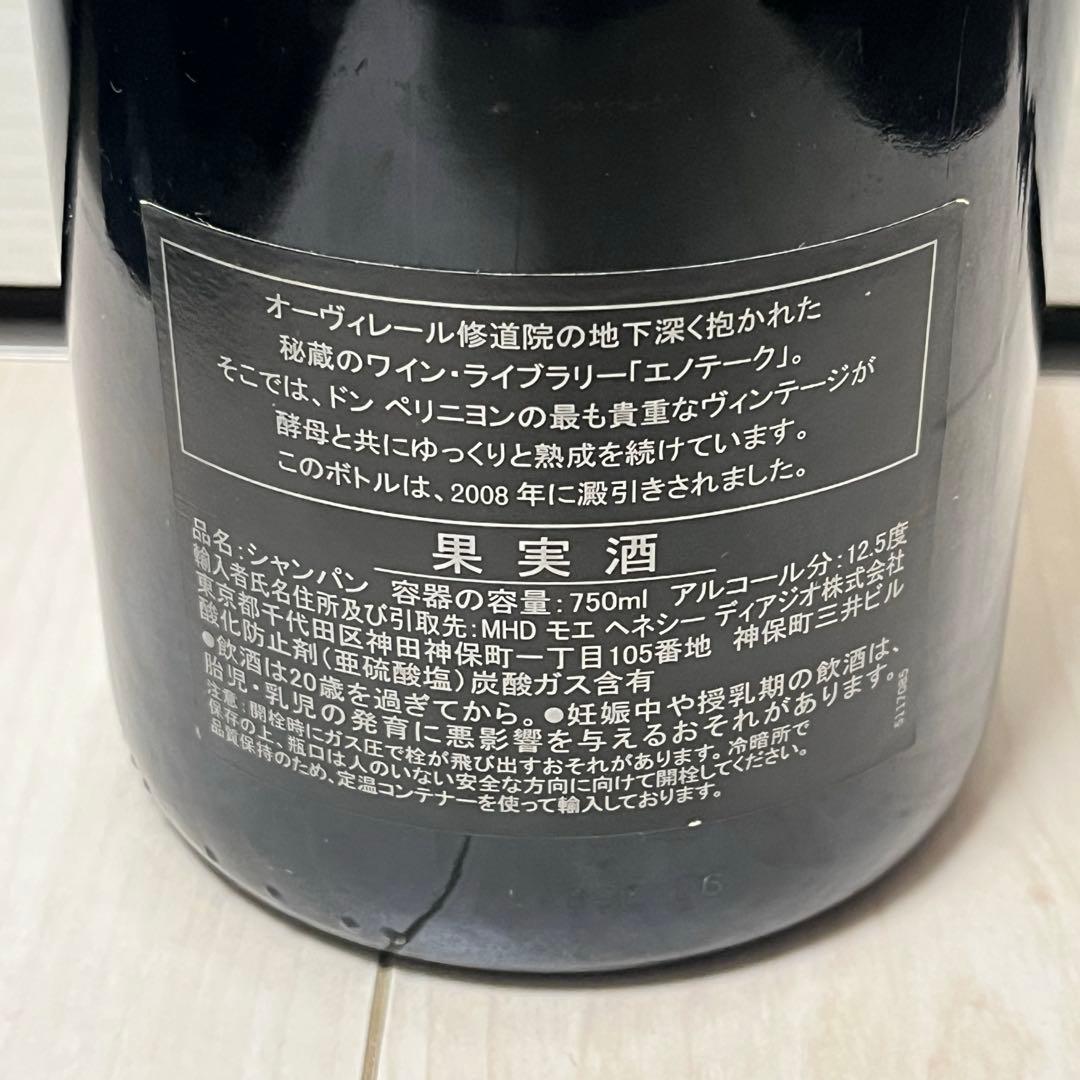 オーヴィレール修道院の地下深く抱かれた
秘蔵のワイン・ライブラリー「エノテーク」。
そこでは、ドン ペリニヨンの最も貴重なヴィンテージが
酵母と共にゆっくりと熟成を続けています。
このボトルは、2008 年に澱引きされました。
果実酒
品名:シャンパン 容器の容量:750ml アルコール分:12.5度
輸入者氏名住所及び引取先:MHD モエ ヘネシー ディアジオ株式会社
東京都千代田区神田神保町一丁目105番地 神保町三井ビル
酸化防止剤(亜硫酸塩)炭酸ガス含有
●飲酒は20歳を過ぎてから。●妊娠中や授乳期の飲酒は、
胎児・乳児の発育に悪影響を与えるおそれがあります。
注意:開栓時にガス圧で栓が飛び出すおそれがあります。冷暗所で
保存の上、瓶口は人のいない安全な方向に向けて開栓してください。
品質保持のため、定温コンテナーを使って輸入しております。
5111085